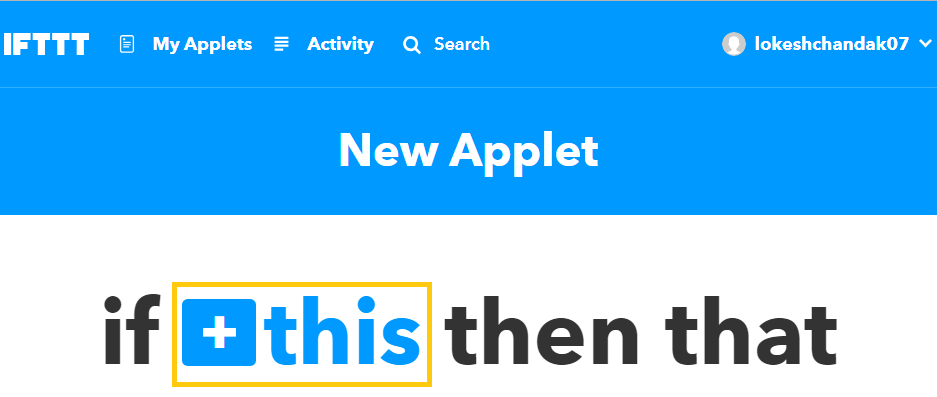 IFTTT My Applets Activity Search lokeshchandak07
New Applet
if + this then that